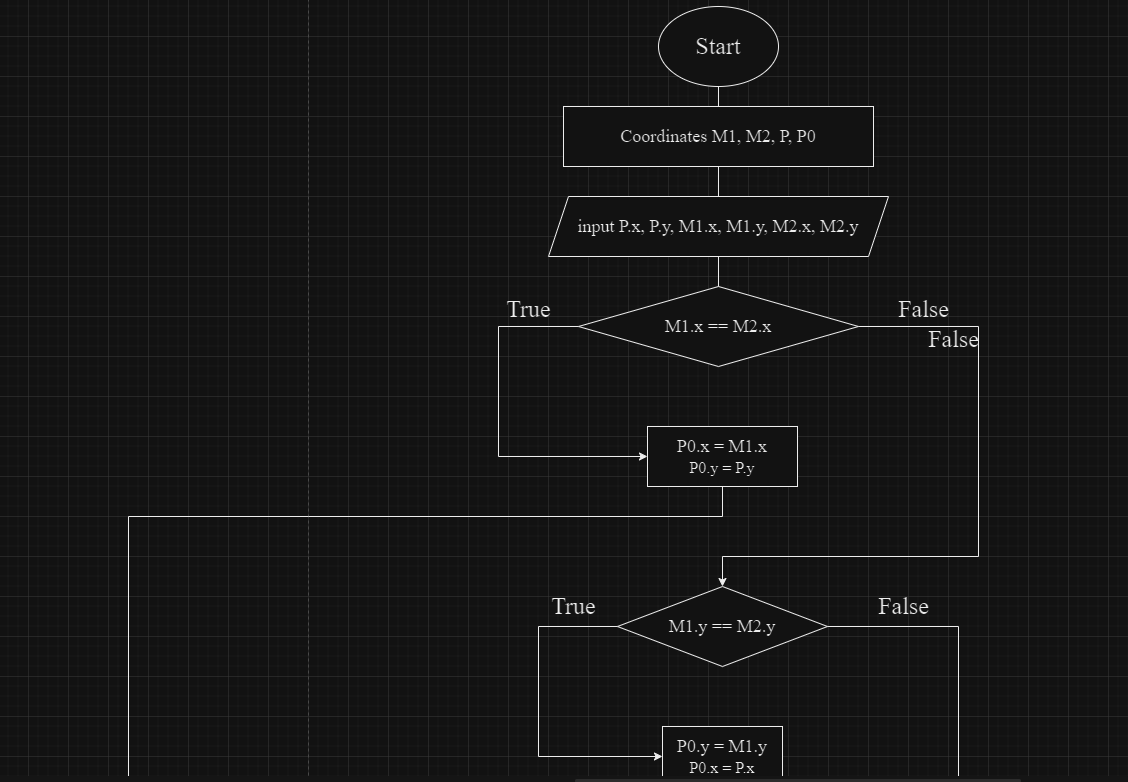 Start
Coordinates M1, M2, P, P0
input P.x, P.y, M1.x, M1.y, M2.x, M2.y
True
False
M1.x == M2.x
False
P0.x = M1.x
P0.y = P.y
True
False
M1.y == M2.y
P0.y = M1.y
P0.x = P.x